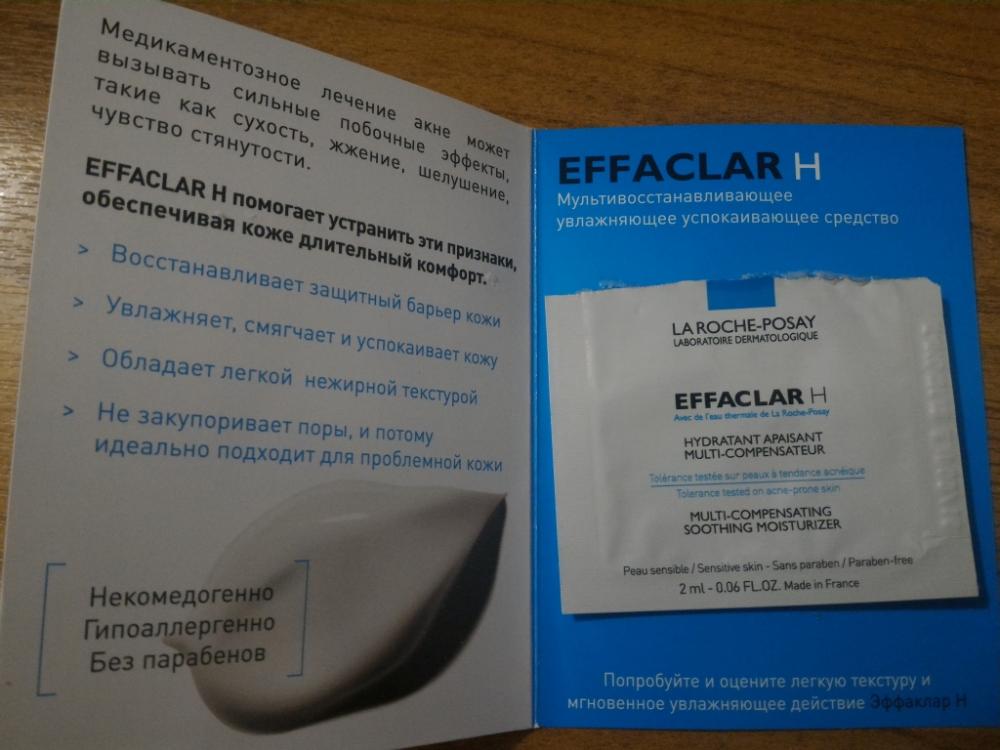 Медикаментозное лечение акне может
вызывать сильные побочные эффекты,
такие как сухость, жжение, шелушение,
чувство стянутости.
EFFACLAR H помогает устранить эти признаки,
обеспечивая коже длительный комфорт.
> Восстанавливает защитный барьер кожи
> Увлажняет, смягчает и успокаивает кожу
> Обладает легкой нежирной текстурой
> Не закупоривает поры, и потому
идеально подходит для проблемной кожи
Некомедогенно
Гипоаллергенно
Без парабенов
EFFACLAR H
Мультивосстанавливающее
увлажняющее успокаивающее средство
LA ROCHE-POSAY
LABORATOIRE DERMATOLOGIQUE
EFFACLAR H
Avec de l'eau thermale de La Roche-Posay
HYDRATANT APAISANT
MULTI-COMPENSATEUR
Tolérance testée sur peaux à tendance acnéique
Tolerance tested on acne-prone skin
MULTI-COMPENSATING
SOOTHING MOISTURIZER
Peau sensible / Sensitive skin - Sans paraben / Paraben-free
2 ml - 0.06 FL.OZ. Made in France
Попробуйте и оцените легкую текстуру и
мгновенное увлажняющее действие Эффаклар H